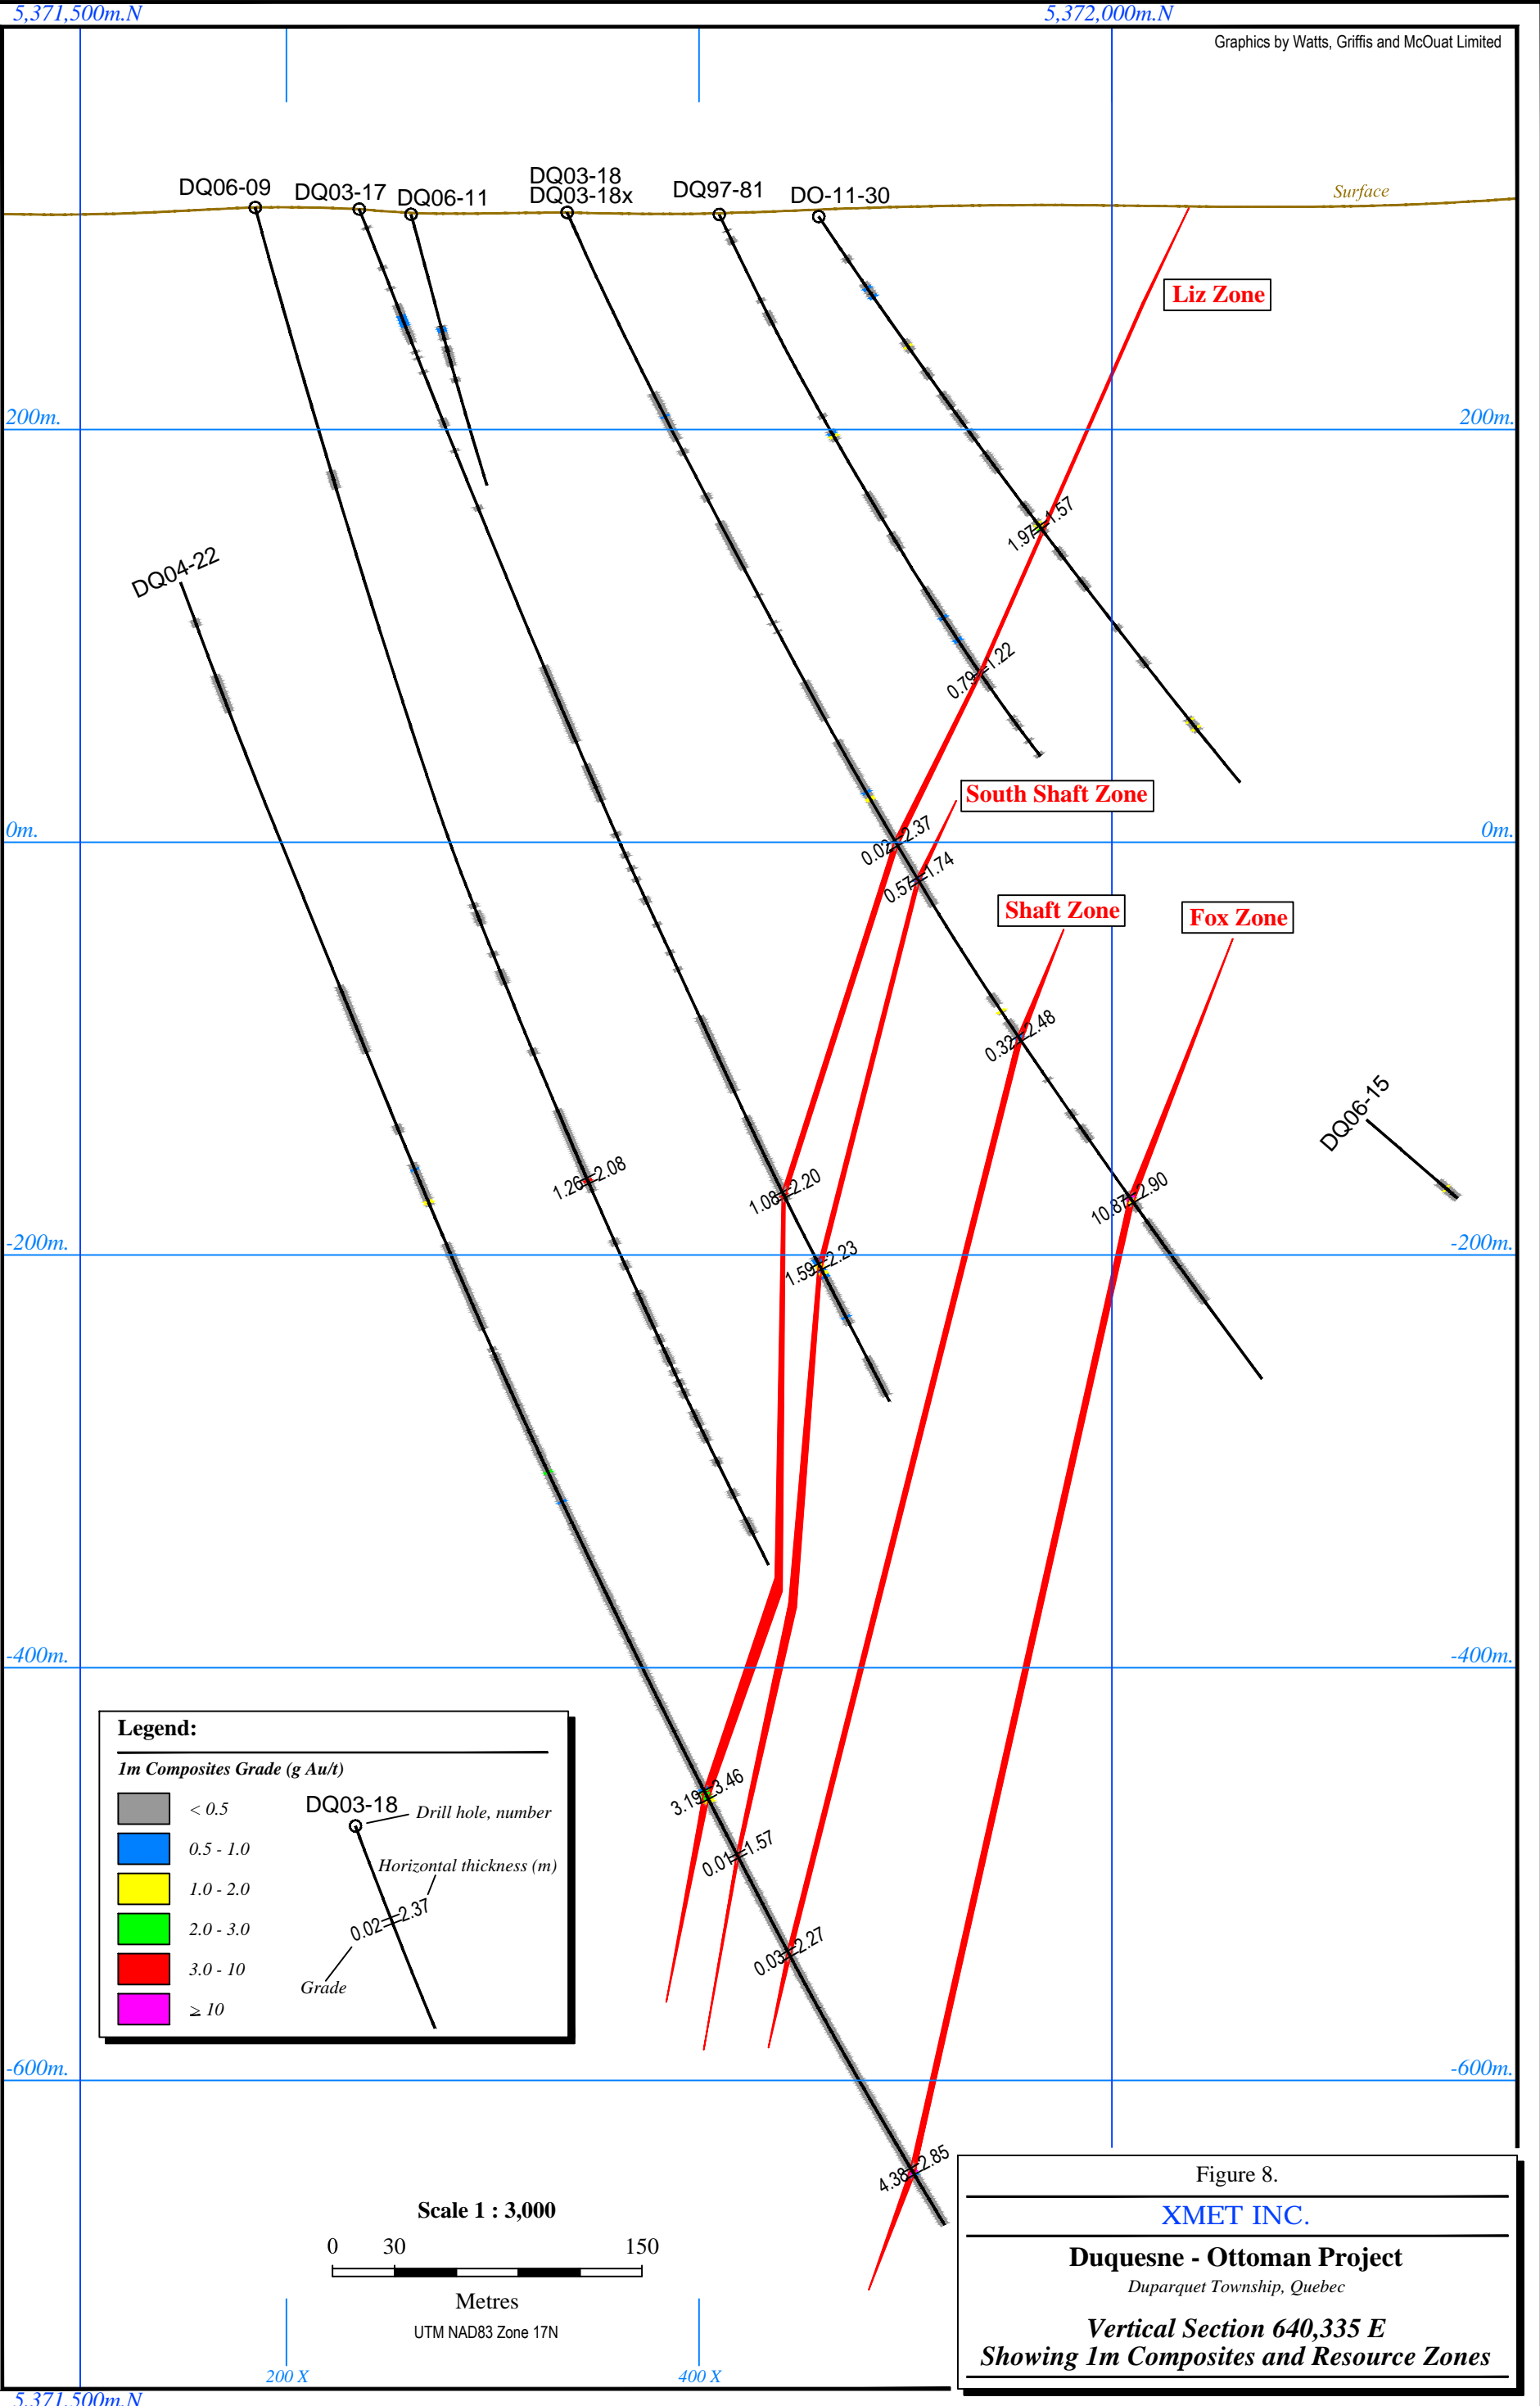 5,371,500m.N
5,372,000m.N
Graphics by Watts, Griffis and McOuat Limited
DQ06-09
DQ03-17
DQ06-11
DQ03-18
DQ03-18x
DQ97-81
DO-11-30
Surface
Liz Zone
200m.
200m.
1.97 1.57
DQ04-22
0.79 1.22
South Shaft Zone
0m.
0m.
0.02 2.37
0.57 1.74
Shaft Zone
Fox Zone
0.32 2.48
DQ06-15
1.26 2.08
1.08 2.20
10.87 2.90
-200m.
-200m.
1.59 2.23
-400m.
-400m.
Legend:
1m Composites Grade (g Au/t)
< 0.5
0.5 - 1.0
1.0 - 2.0
2.0 - 3.0
3.0 - 10
≥ 10
DQ03-18
Drill hole, number
Horizontal thickness (m)
0.02 2.37
Grade
3.19 3.46
0.01 1.57
0.03 2.27
-600m.
-600m.
4.38 2.85
Scale 1 : 3,000
0 30 150
Metres
UTM NAD83 Zone 17N
200 X
400 X
5,371,500m.N
Figure 8.
XMET INC.
Duquesne - Ottoman Project
Duparquet Township, Quebec
Vertical Section 640,335 E
Showing 1m Composites and Resource Zones